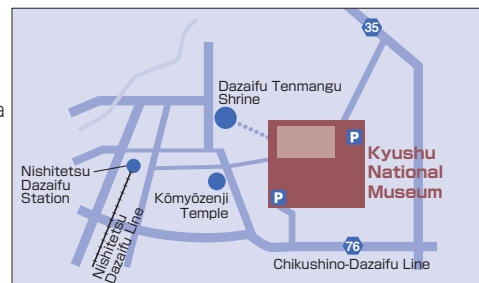 35
Dazaifu Tenmangu
Shrine
a
P
Kyushu
National
Museum
Nishitetsu
Dazaifu
Station
Kōmyōzenji
Temple
P
Nishitetsu
Dazaifu Line
76
Chikushino-Dazaifu Line